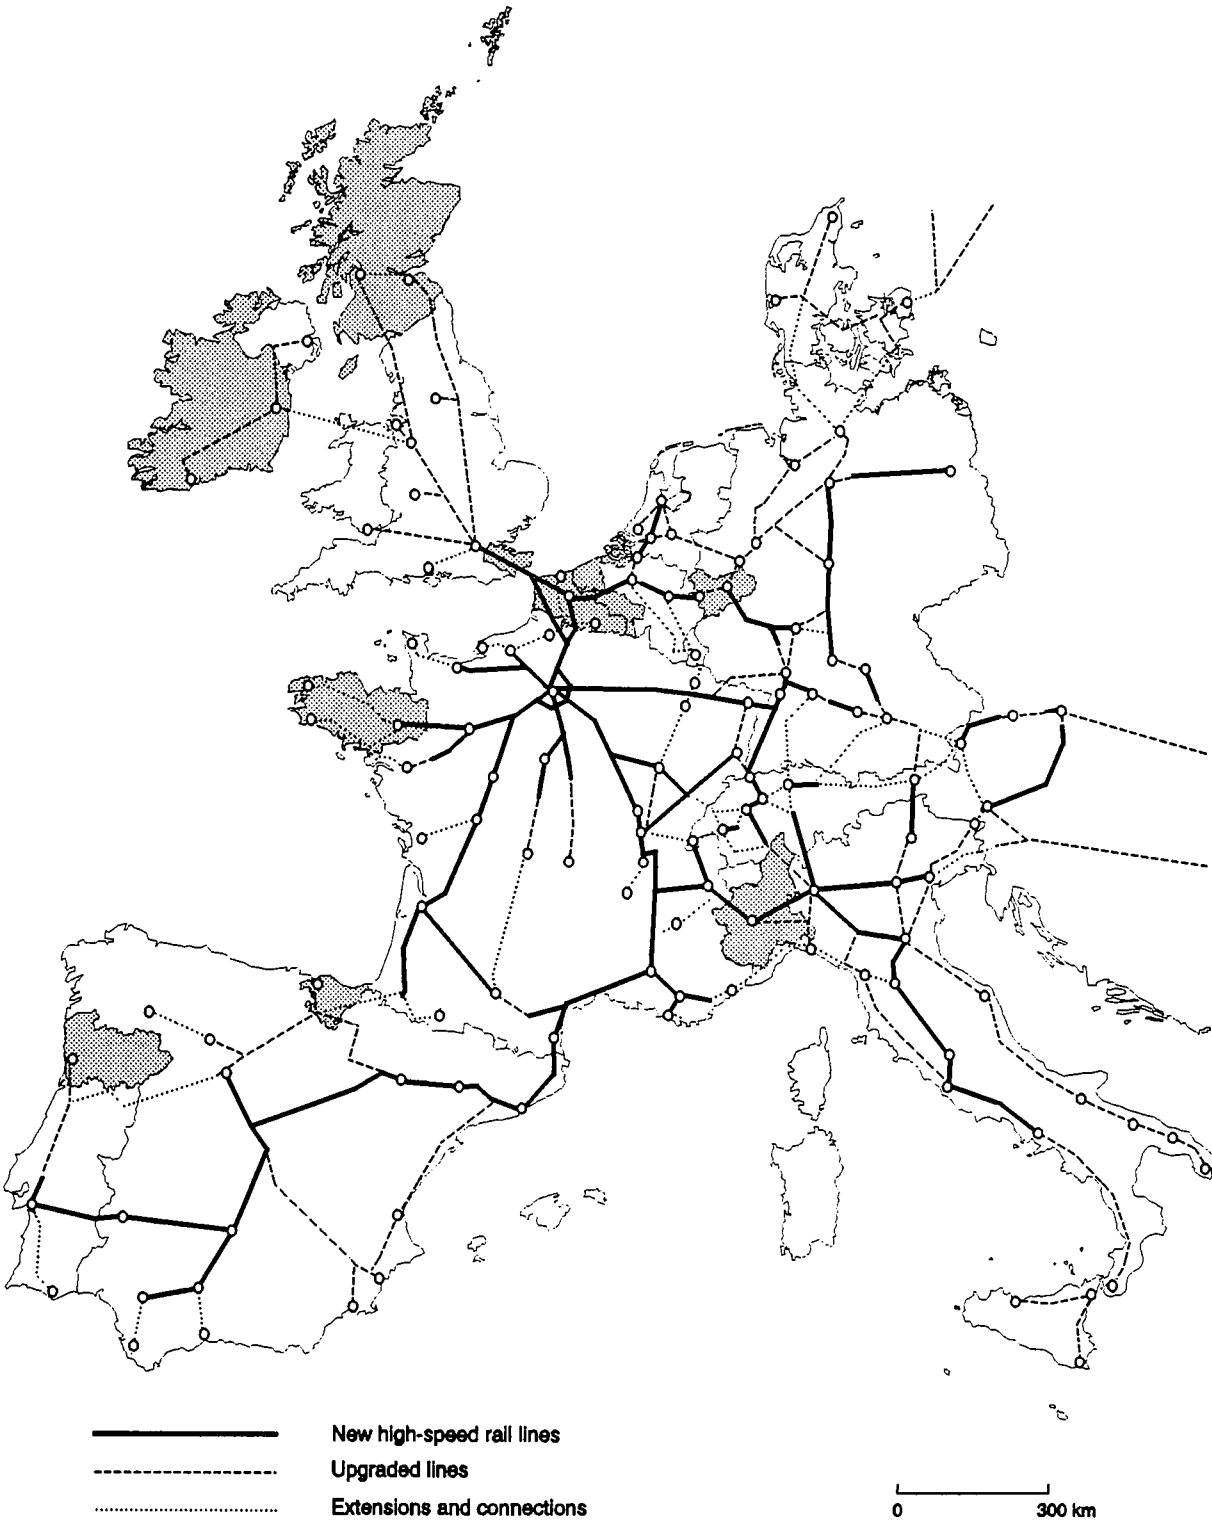 New high-speed rail lines
Upgraded lines
Extensions and connections
0 300 km